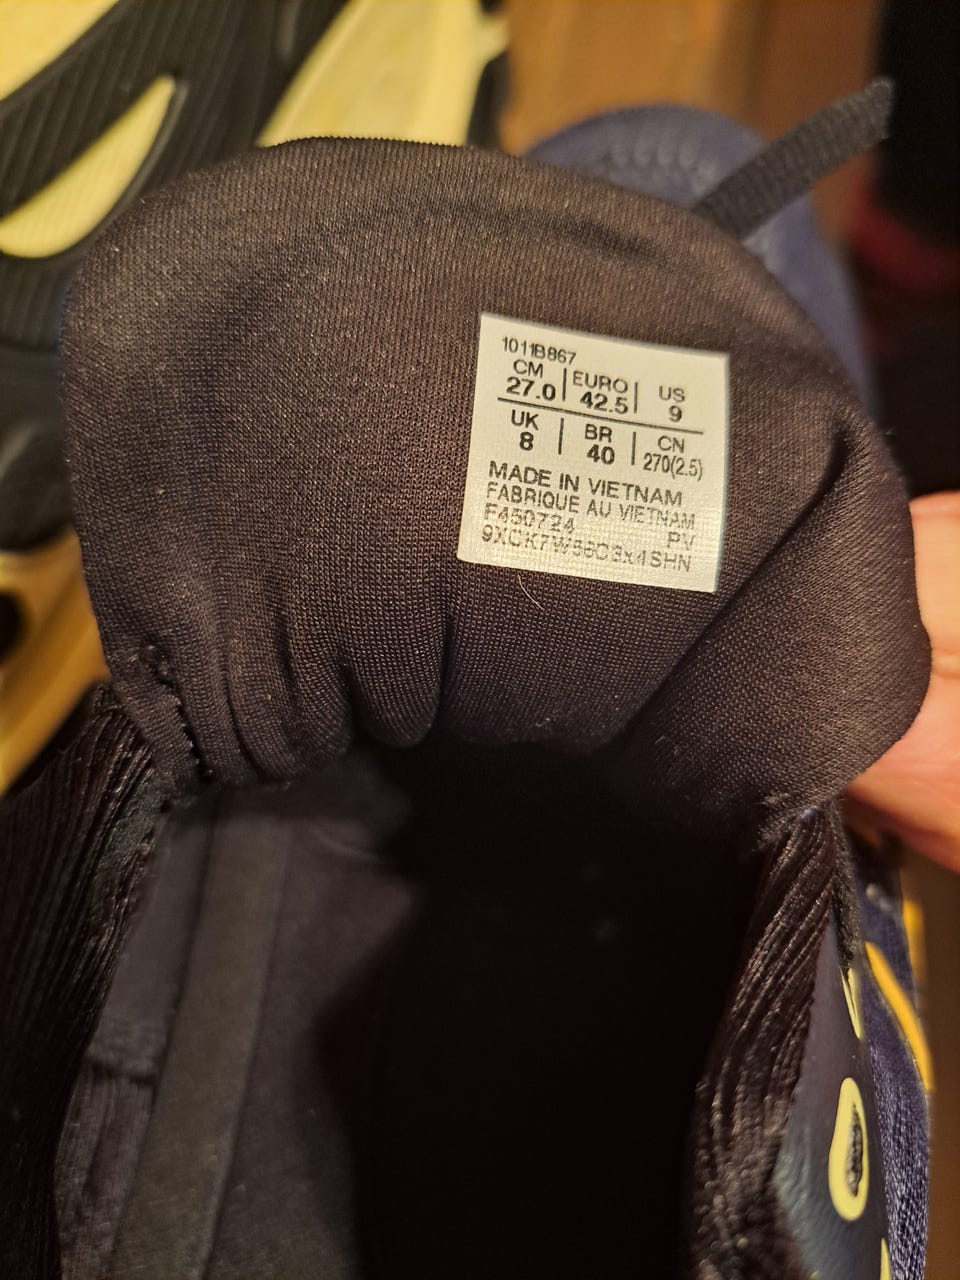 1011B867
CM | EURO | US
27.0 | 42.5 | 9
UK | BR | CN
8 | 40 | 270(2.5)
MADE IN VIETNAM
FABRIQUE AU VIETNAM
F450724 PV